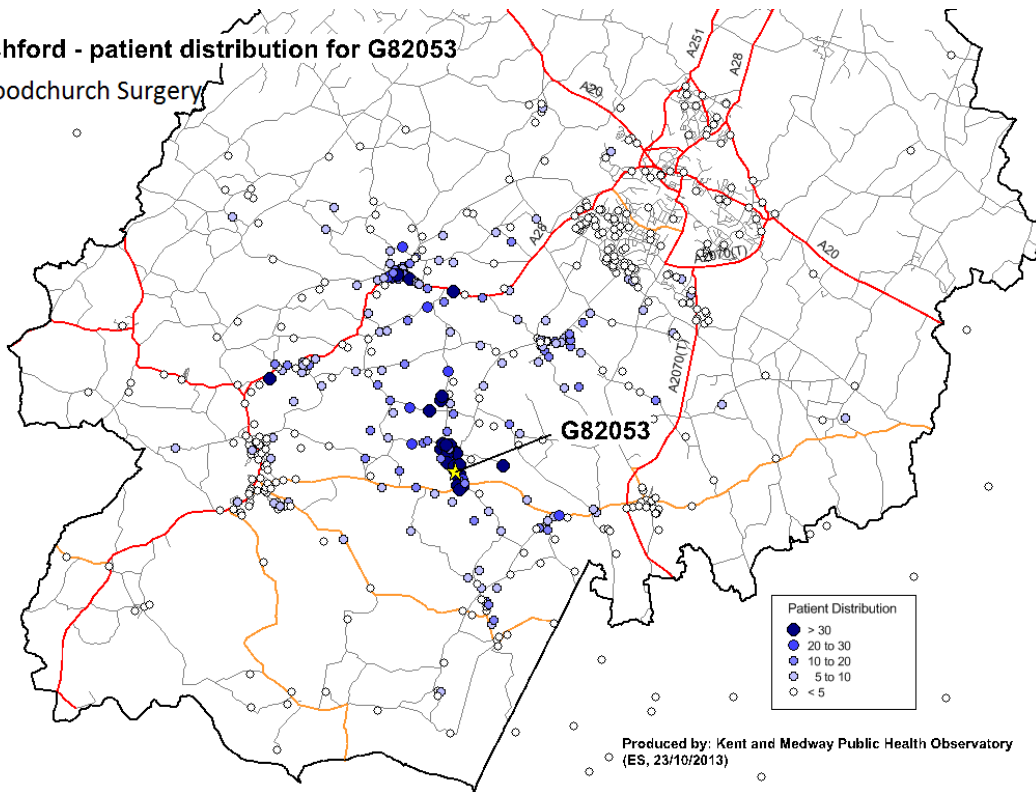 shford - patient distribution for G82053
oodchurch Surgery
A251
A28
A20
A28
A2070(T)
A20
A2070(T)
G82053
Patient Distribution
> 30
20 to 30
10 to 20
5 to 10
< 5
Produced by: Kent and Medway Public Health Observatory
(ES, 23/10/2013)